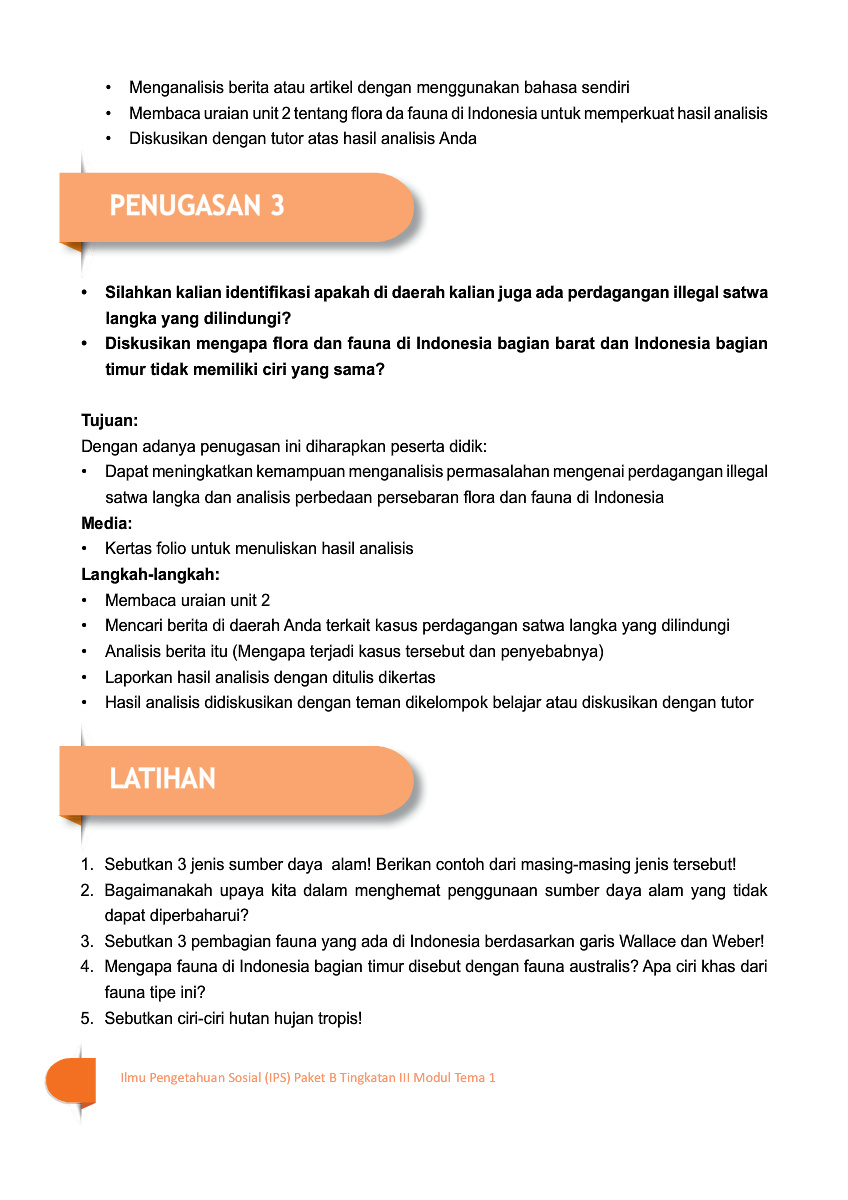 • Menganalisis berita atau artikel dengan menggunakan bahasa sendiri
• Membaca uraian unit 2 tentang flora da fauna di Indonesia untuk memperkuat hasil analisis
• Diskusikan dengan tutor atas hasil analisis Anda
PENUGASAN 3
• Silahkan kalian identifikasi apakah di daerah kalian juga ada perdagangan illegal satwa
langka yang dilindungi?
• Diskusikan mengapa flora dan fauna di Indonesia bagian barat dan Indonesia bagian
timur tidak memiliki ciri yang sama?
Tujuan:
Dengan adanya penugasan ini diharapkan peserta didik:
• Dapat meningkatkan kemampuan menganalisis permasalahan mengenai perdagangan illegal
satwa langka dan analisis perbedaan persebaran flora dan fauna di Indonesia
Media:
• Kertas folio untuk menuliskan hasil analisis
Langkah-langkah:
• Membaca uraian unit 2
• Mencari berita di daerah Anda terkait kasus perdagangan satwa langka yang dilindungi
• Analisis berita itu (Mengapa terjadi kasus tersebut dan penyebabnya)
• Laporkan hasil analisis dengan ditulis dikertas
• Hasil analisis didiskusikan dengan teman dikelompok belajar atau diskusikan dengan tutor
LATIHAN
1. Sebutkan 3 jenis sumber daya  alam! Berikan contoh dari masing-masing jenis tersebut!
2. Bagaimanakah upaya kita dalam menghemat penggunaan sumber daya alam yang tidak
dapat diperbaharui?
3. Sebutkan 3 pembagian fauna yang ada di Indonesia berdasarkan garis Wallace dan Weber!
4. Mengapa fauna di Indonesia bagian timur disebut dengan fauna australis? Apa ciri khas dari
fauna tipe ini?
5. Sebutkan ciri-ciri hutan hujan tropis!
Ilmu Pengetahuan Sosial (IPS) Paket B Tingkatan III Modul Tema 1